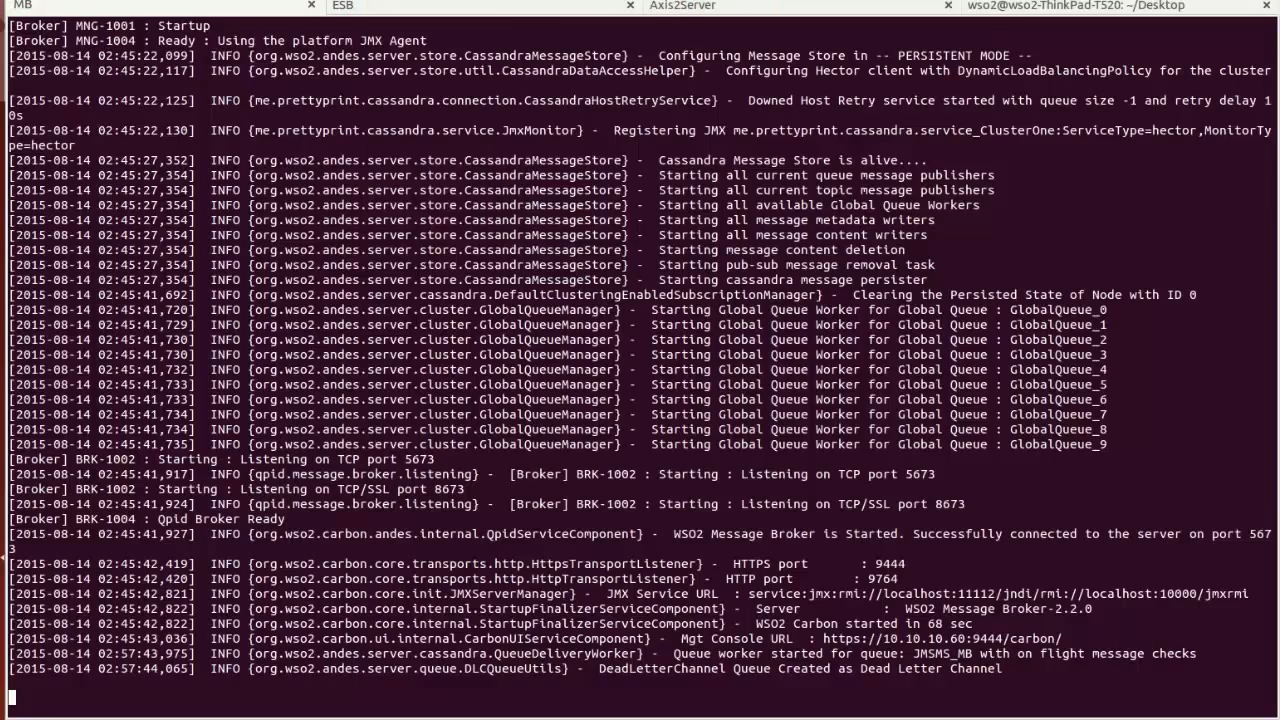 MB × ESB × Axis2Server × wso2@wso2-ThinkPad-T520: ~/Desktop ×
[Broker] MNG-1001 : Startup
[Broker] MNG-1004 : Ready : Using the platform JMX Agent
[2015-08-14 02:45:22,099]  INFO {org.wso2.andes.server.store.CassandraMessageStore} -  Configuring Message Store in -- PERSISTENT MODE --
[2015-08-14 02:45:22,117]  INFO {org.wso2.andes.server.store.util.CassandraDataAccessHelper} -  Configuring Hector client with DynamicLoadBalancingPolicy for the cluster
[2015-08-14 02:45:22,125]  INFO {me.prettyprint.cassandra.connection.CassandraHostRetryService} -  Downed Host Retry service started with queue size -1 and retry delay 1
0s
[2015-08-14 02:45:22,130]  INFO {me.prettyprint.cassandra.service.JmxMonitor} -  Registering JMX me.prettyprint.cassandra.service_ClusterOne:ServiceType=hector,MonitorTy
pe=hector
[2015-08-14 02:45:27,352]  INFO {org.wso2.andes.server.store.CassandraMessageStore} -  Cassandra Message Store is alive....
[2015-08-14 02:45:27,354]  INFO {org.wso2.andes.server.store.CassandraMessageStore} -  Starting all current queue message publishers
[2015-08-14 02:45:27,354]  INFO {org.wso2.andes.server.store.CassandraMessageStore} -  Starting all current topic message publishers
[2015-08-14 02:45:27,354]  INFO {org.wso2.andes.server.store.CassandraMessageStore} -  Starting all available Global Queue Workers
[2015-08-14 02:45:27,354]  INFO {org.wso2.andes.server.store.CassandraMessageStore} -  Starting all message metadata writers
[2015-08-14 02:45:27,354]  INFO {org.wso2.andes.server.store.CassandraMessageStore} -  Starting all message content writers
[2015-08-14 02:45:27,354]  INFO {org.wso2.andes.server.store.CassandraMessageStore} -  Starting message content deletion
[2015-08-14 02:45:27,354]  INFO {org.wso2.andes.server.store.CassandraMessageStore} -  Starting pub-sub message removal task
[2015-08-14 02:45:27,354]  INFO {org.wso2.andes.server.store.CassandraMessageStore} -  Starting cassandra message persister
[2015-08-14 02:45:41,692]  INFO {org.wso2.andes.server.cassandra.DefaultClusteringEnabledSubscriptionManager} -  Clearing the Persisted State of Node with ID 0
[2015-08-14 02:45:41,720]  INFO {org.wso2.andes.server.cluster.GlobalQueueManager} -  Starting Global Queue Worker for Global Queue : GlobalQueue_0
[2015-08-14 02:45:41,729]  INFO {org.wso2.andes.server.cluster.GlobalQueueManager} -  Starting Global Queue Worker for Global Queue : GlobalQueue_1
[2015-08-14 02:45:41,730]  INFO {org.wso2.andes.server.cluster.GlobalQueueManager} -  Starting Global Queue Worker for Global Queue : GlobalQueue_2
[2015-08-14 02:45:41,730]  INFO {org.wso2.andes.server.cluster.GlobalQueueManager} -  Starting Global Queue Worker for Global Queue : GlobalQueue_3
[2015-08-14 02:45:41,732]  INFO {org.wso2.andes.server.cluster.GlobalQueueManager} -  Starting Global Queue Worker for Global Queue : GlobalQueue_4
[2015-08-14 02:45:41,733]  INFO {org.wso2.andes.server.cluster.GlobalQueueManager} -  Starting Global Queue Worker for Global Queue : GlobalQueue_5
[2015-08-14 02:45:41,733]  INFO {org.wso2.andes.server.cluster.GlobalQueueManager} -  Starting Global Queue Worker for Global Queue : GlobalQueue_6
[2015-08-14 02:45:41,734]  INFO {org.wso2.andes.server.cluster.GlobalQueueManager} -  Starting Global Queue Worker for Global Queue : GlobalQueue_7
[2015-08-14 02:45:41,734]  INFO {org.wso2.andes.server.cluster.GlobalQueueManager} -  Starting Global Queue Worker for Global Queue : GlobalQueue_8
[2015-08-14 02:45:41,735]  INFO {org.wso2.andes.server.cluster.GlobalQueueManager} -  Starting Global Queue Worker for Global Queue : GlobalQueue_9
[Broker] BRK-1002 : Starting : Listening on TCP port 5673
[2015-08-14 02:45:41,917]  INFO {qpid.message.broker.listening} -  [Broker] BRK-1002 : Starting : Listening on TCP port 5673
[Broker] BRK-1002 : Starting : Listening on TCP/SSL port 8673
[2015-08-14 02:45:41,924]  INFO {qpid.message.broker.listening} -  [Broker] BRK-1002 : Starting : Listening on TCP/SSL port 8673
[Broker] BRK-1004 : Qpid Broker Ready
[2015-08-14 02:45:41,927]  INFO {org.wso2.carbon.andes.internal.QpidServiceComponent} -  WSO2 Message Broker is Started. Successfully connected to the server on port 567
3
[2015-08-14 02:45:42,419]  INFO {org.wso2.carbon.core.transports.http.HttpsTransportListener} -  HTTPS port       : 9444
[2015-08-14 02:45:42,420]  INFO {org.wso2.carbon.core.transports.http.HttpTransportListener} -  HTTP port        : 9764
[2015-08-14 02:45:42,821]  INFO {org.wso2.carbon.core.init.JMXServerManager} -  JMX Service URL  : service:jmx:rmi://localhost:11112/jndi/rmi://localhost:10000/jmxrmi
[2015-08-14 02:45:42,822]  INFO {org.wso2.carbon.core.internal.StartupFinalizerServiceComponent} -  Server           :  WSO2 Message Broker-2.2.0
[2015-08-14 02:45:42,822]  INFO {org.wso2.carbon.core.internal.StartupFinalizerServiceComponent} -  WSO2 Carbon started in 68 sec
[2015-08-14 02:45:43,036]  INFO {org.wso2.carbon.ui.internal.CarbonUIServiceComponent} -  Mgt Console URL  : https://10.10.10.60:9444/carbon/
[2015-08-14 02:57:43,975]  INFO {org.wso2.andes.server.cassandra.QueueDeliveryWorker} -  Queue worker started for queue: JMSMS_MB with on flight message checks
[2015-08-14 02:57:44,065]  INFO {org.wso2.andes.server.queue.DLCQueueUtils} -  DeadLetterChannel Queue Created as Dead Letter Channel